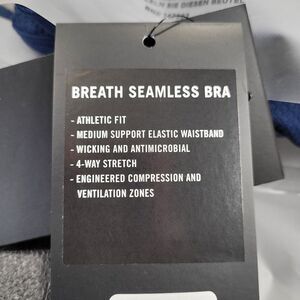 BREATH SEAMLESS BRA
- ATHLETIC FIT
- MEDIUM SUPPORT ELASTIC WAISTBAND
- WICKING AND ANTIMICROBIAL
- 4-WAY STRETCH
- ENGINEERED COMPRESSION AND
VENTILATION ZONES